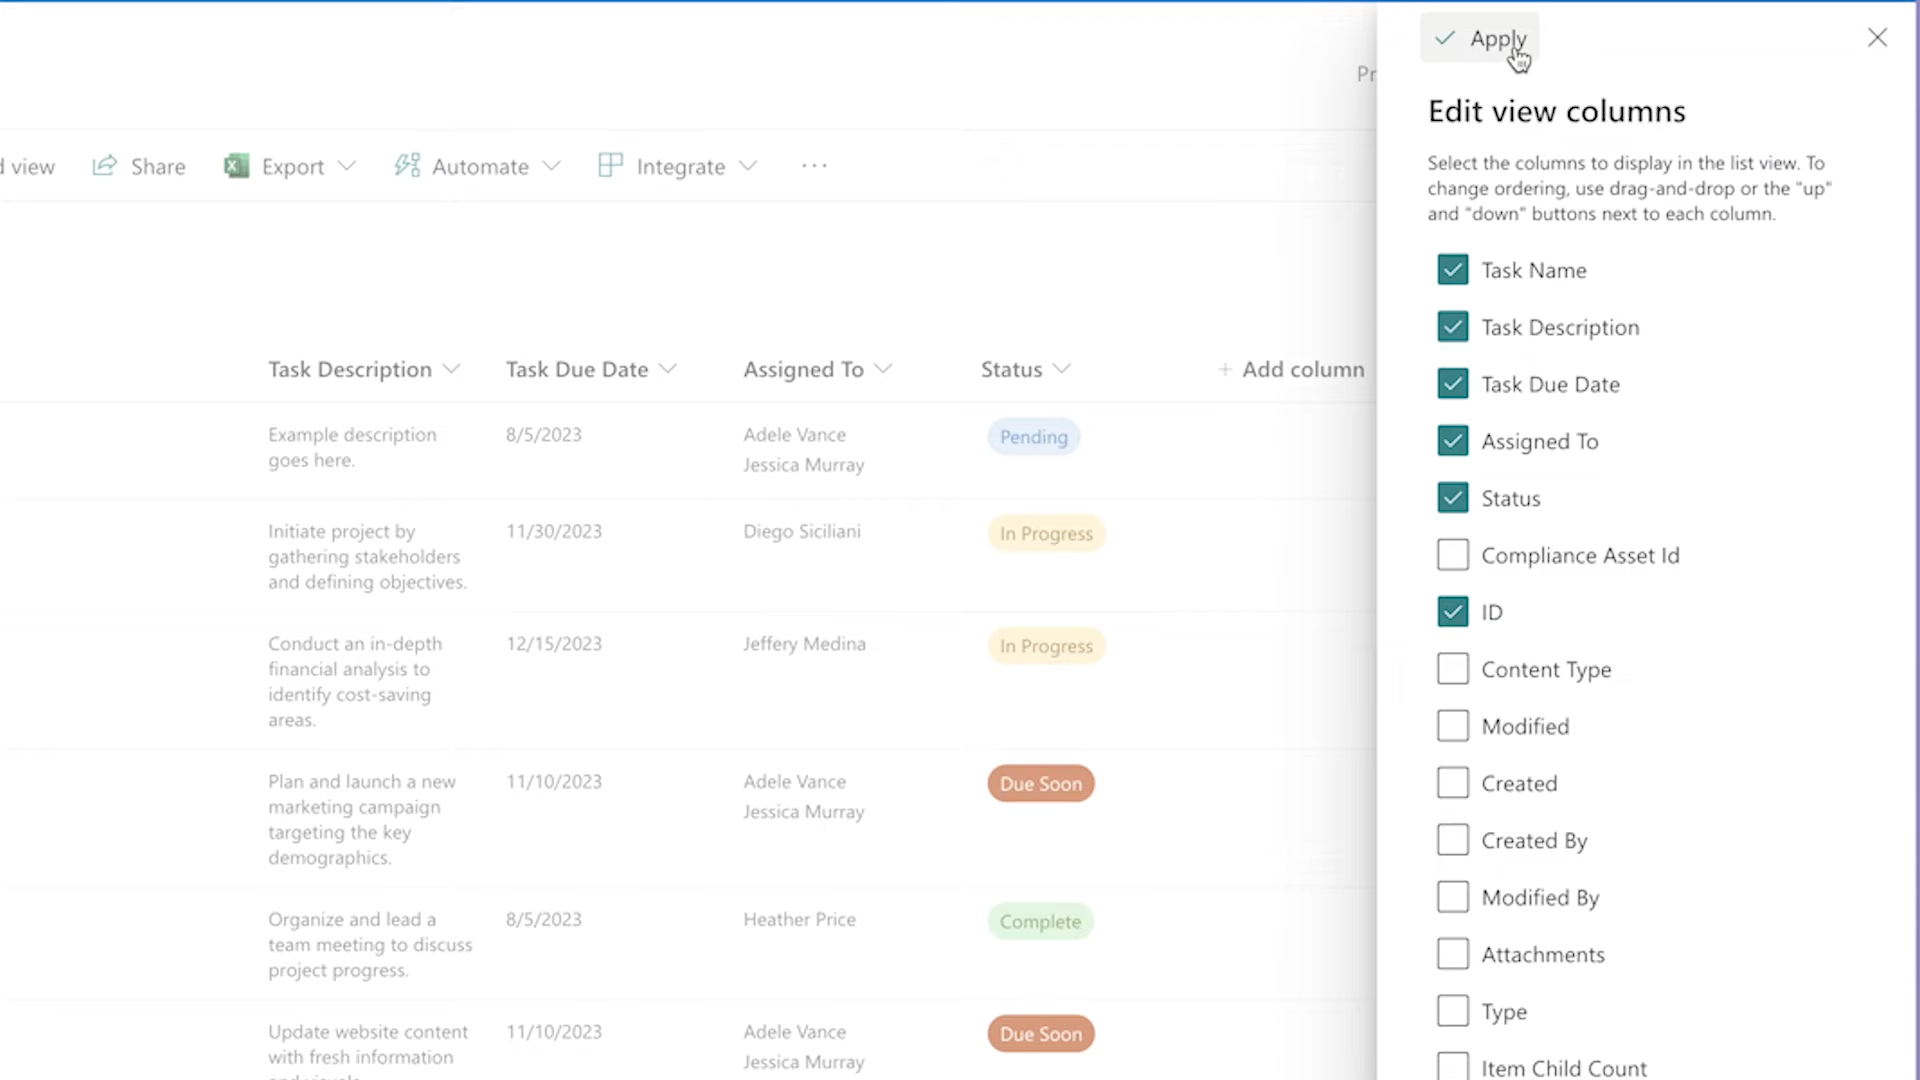 Apply
Pr
Edit view columns
Select the columns to display in the list view. To
change ordering, use drag-and-drop or the "up"
and "down" buttons next to each column.
d view
Share
Export
Automate
Integrate
Task Name
Task Description
Task Due Date
Assigned To
Status
Compliance Asset Id
ID
Content Type
Modified
Created
Created By
Modified By
Attachments
Type
Item Child Count
Task Description
Task Due Date
Assigned To
Status
+ Add column
Example description
goes here.
8/5/2023
Adele Vance
Jessica Murray
Pending
Initiate project by
gathering stakeholders
and defining objectives.
11/30/2023
Diego Siciliani
In Progress
Conduct an in-depth
financial analysis to
identify cost-saving
areas.
12/15/2023
Jeffery Medina
In Progress
Plan and launch a new
marketing campaign
targeting the key
demographics.
11/10/2023
Adele Vance
Jessica Murray
Due Soon
Organize and lead a
team meeting to discuss
project progress.
8/5/2023
Heather Price
Complete
Update website content
with fresh information
11/10/2023
Adele Vance
Jessica Murray
Due Soon